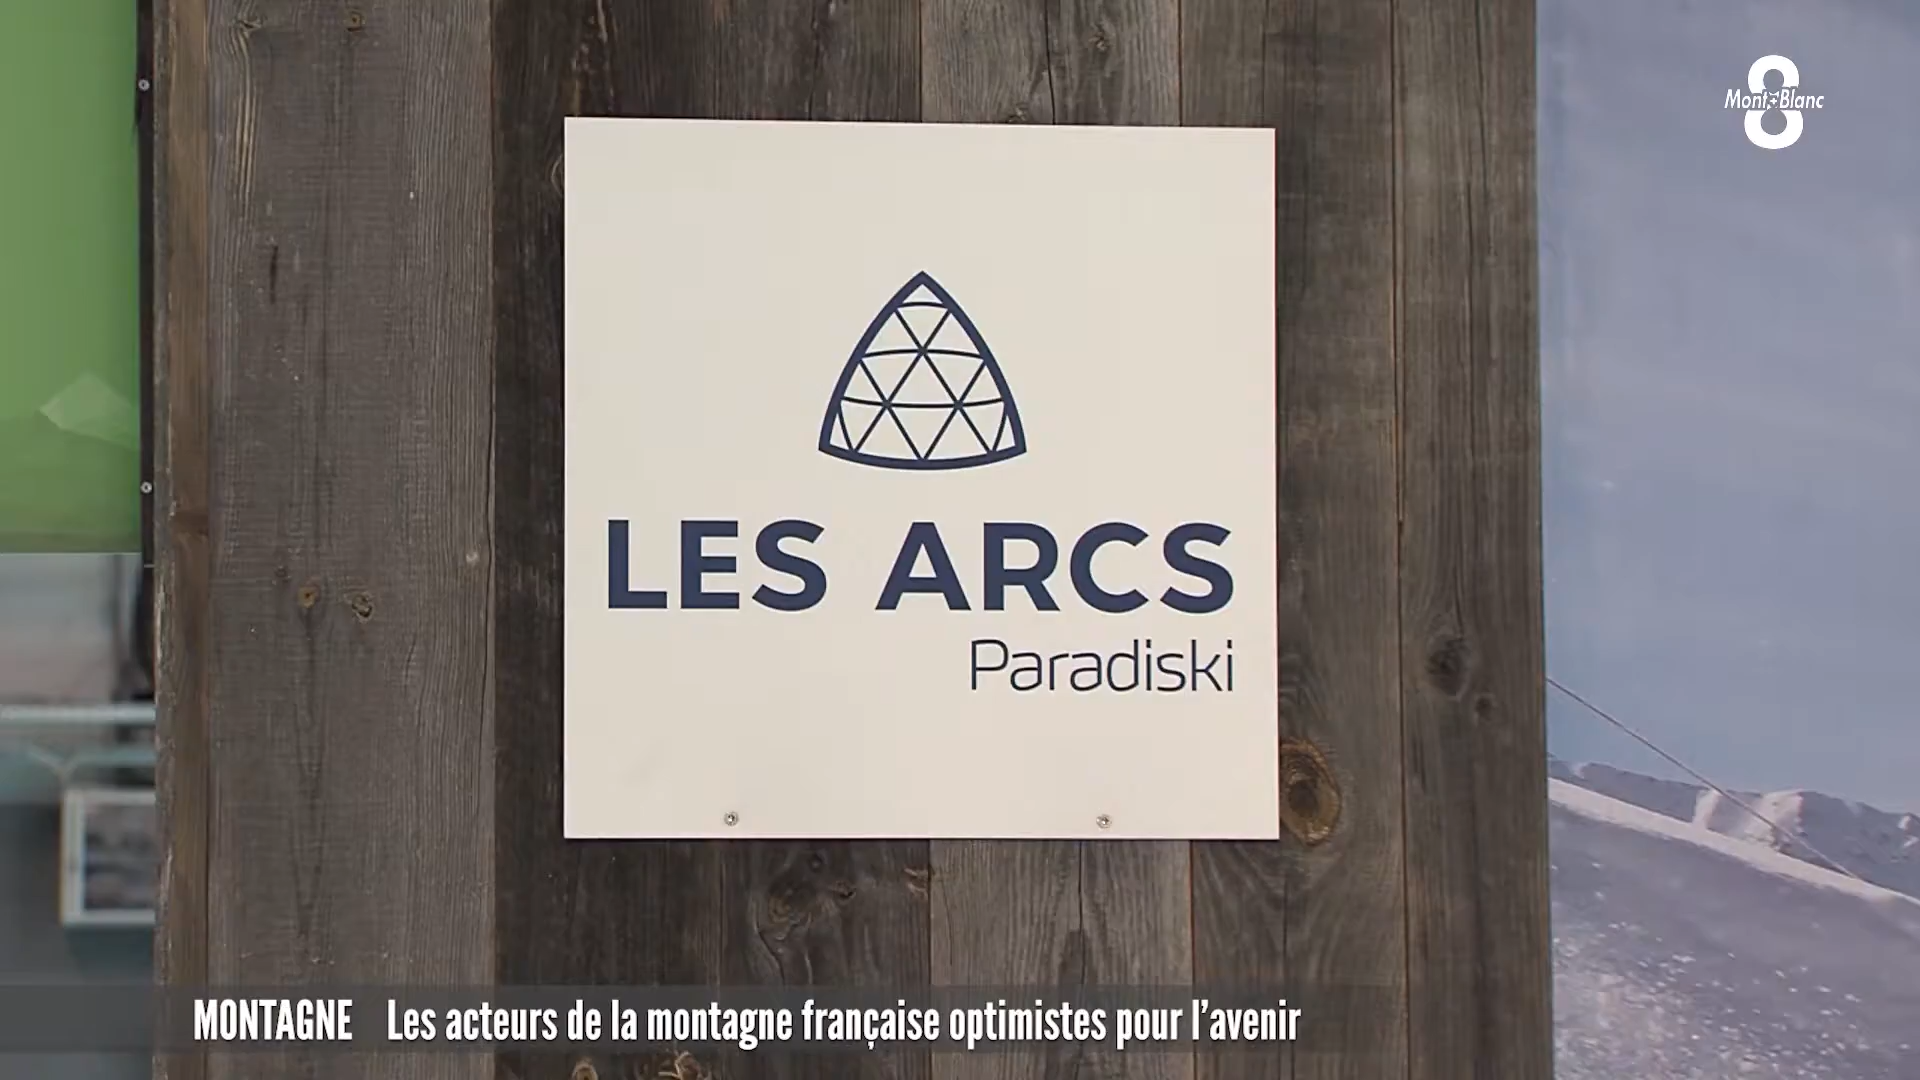 8
Mont Blanc
LES ARCS
Paradiski
MONTAGNE Les acteurs de la montagne française optimistes pour l'avenir